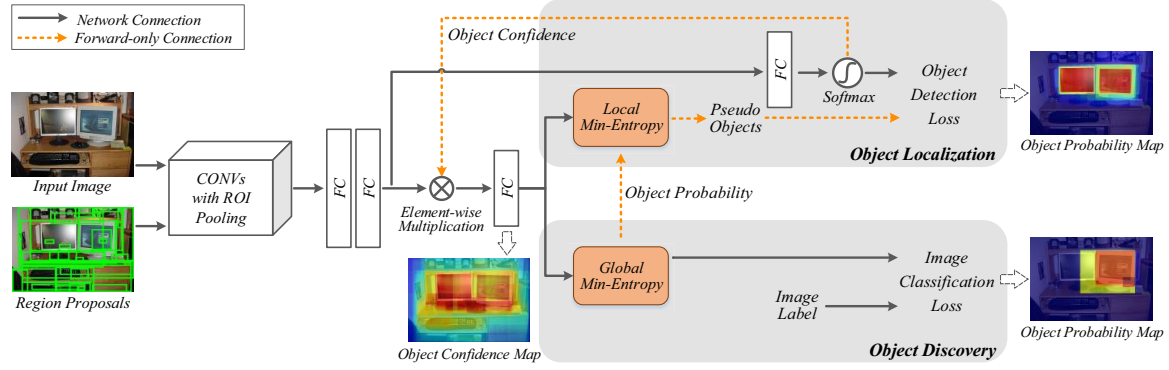 Network Connection
Forward-only Connection
Input Image
Region Proposals
CONVs
with ROI
Pooling
FC
FC
Object Confidence
Element-wise
Multiplication
FC
Object Confidence Map
Local
Min-Entropy
Pseudo
Objects
FC
Softmax
Object
Detection
Loss
Object Localization
Object Probability Map
Object Probability
Global
Min-Entropy
Image
Label
Image
Classification
Loss
Object Discovery
Object Probability Map